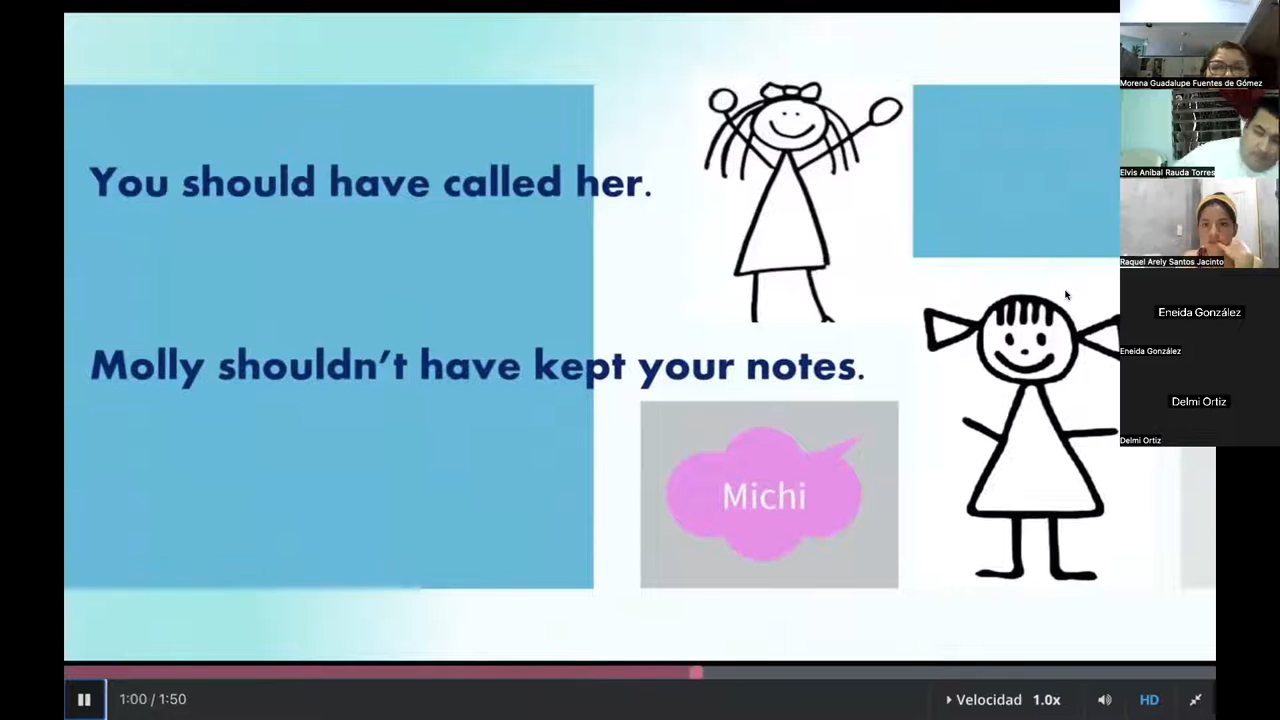 You should have called her.
Molly shouldn't have kept your notes.
Michi
Morena Guadalupe Fuentes de Gómez
Elvis Anibal Rauda Torres
Raquel Arely Santos Jacinto
Eneida González
Eneida González
Delmi Ortiz
Delmi Ortiz
1:00 / 1:50
Velocidad 1.0x
HD